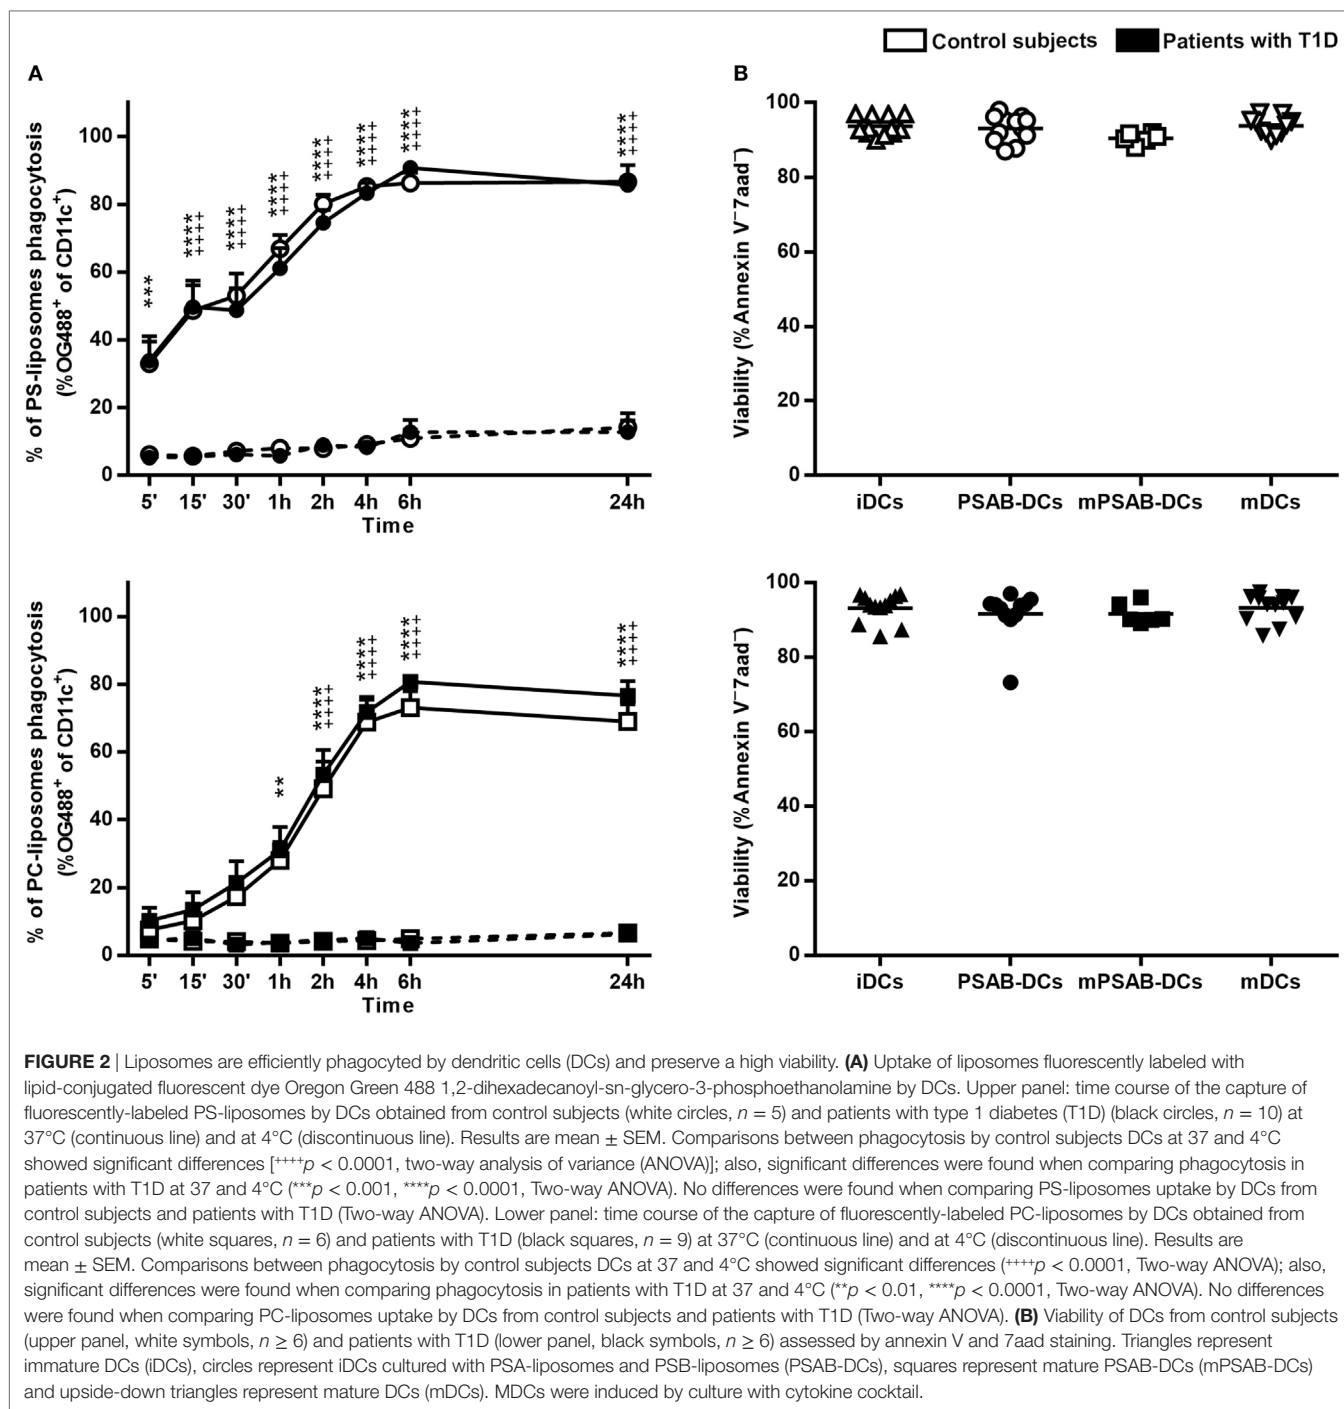 Control subjects
Patients with T1D
A
% of PS-liposomes phagocytosis
(%OG488⁺ of CD11c⁺)
100
80
60
40
20
0
***
****
++++
****
++++
****
++++
****
++++
****
++++
****
++++
****
++++
5' 15' 30' 1h 2h 4h 6h 24h
Time
% of PC-liposomes phagocytosis
(%OG488⁺ of CD11c⁺)
100
80
60
40
20
0
**
****
++++
****
++++
****
++++
****
++++
5' 15' 30' 1h 2h 4h 6h 24h
Time
B
Viability (%Annexin V⁻7aad⁻)
100
80
60
40
20
0
iDCs PSAB-DCs mPSAB-DCs mDCs
Viability (%Annexin V⁻7aad⁻)
100
80
60
40
20
0
iDCs PSAB-DCs mPSAB-DCs mDCs
FIGURE 2 | Liposomes are efficiently phagocyted by dendritic cells (DCs) and preserve a high viability. (A) Uptake of liposomes fluorescently labeled with
lipid-conjugated fluorescent dye Oregon Green 488 1,2-dihexadecanoyl-sn-glycero-3-phosphoethanolamine by DCs. Upper panel: time course of the capture of
fluorescently-labeled PS-liposomes by DCs obtained from control subjects (white circles, n = 5) and patients with type 1 diabetes (T1D) (black circles, n = 10) at
37°C (continuous line) and at 4°C (discontinuous line). Results are mean ± SEM. Comparisons between phagocytosis by control subjects DCs at 37 and 4°C
showed significant differences [⁺⁺⁺⁺p < 0.0001, two-way analysis of variance (ANOVA)]; also, significant differences were found when comparing phagocytosis in
patients with T1D at 37 and 4°C (***p < 0.001, ****p < 0.0001, Two-way ANOVA). No differences were found when comparing PS-liposomes uptake by DCs from
control subjects and patients with T1D (Two-way ANOVA). Lower panel: time course of the capture of fluorescently-labeled PC-liposomes by DCs obtained from
control subjects (white squares, n = 6) and patients with T1D (black squares, n = 9) at 37°C (continuous line) and at 4°C (discontinuous line). Results are
mean ± SEM. Comparisons between phagocytosis by control subjects DCs at 37 and 4°C showed significant differences (⁺⁺⁺⁺p < 0.0001, Two-way ANOVA); also,
significant differences were found when comparing phagocytosis in patients with T1D at 37 and 4°C (**p < 0.01, ****p < 0.0001, Two-way ANOVA). No differences
were found when comparing PC-liposomes uptake by DCs from control subjects and patients with T1D (Two-way ANOVA). (B) Viability of DCs from control subjects
(upper panel, white symbols, n ≥ 6) and patients with T1D (lower panel, black symbols, n ≥ 6) assessed by annexin V and 7aad staining. Triangles represent
immature DCs (iDCs), circles represent iDCs cultured with PSA-liposomes and PSB-liposomes (PSAB-DCs), squares represent mature PSAB-DCs (mPSAB-DCs)
and upside-down triangles represent mature DCs (mDCs). MDCs were induced by culture with cytokine cocktail.